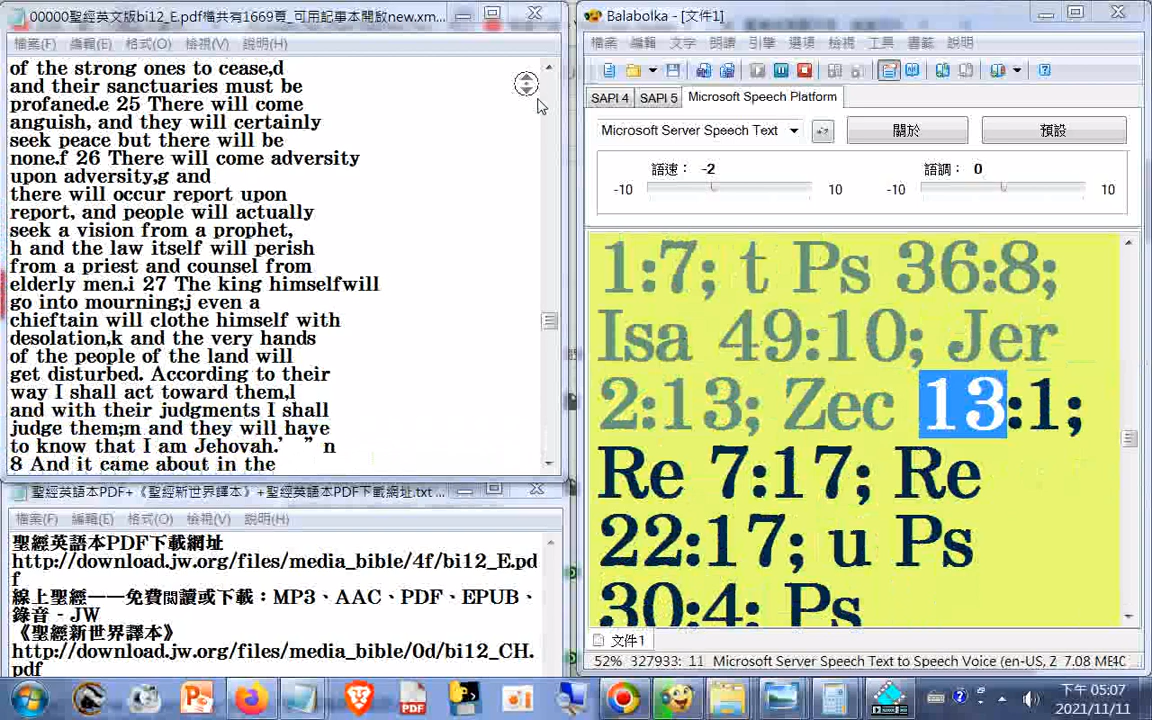 00000聖經英文版bi12_E.pdf檔共有1669頁_可用記事本開啟new.xm...
檔案(F) 編輯(E) 格式(O) 檢視(V) 說明(H)
of the strong ones to cease,d
and their sanctuaries must be
profaned.e 25 There will come
anguish, and they will certainly
seek peace but there will be
none.f 26 There will come adversity
upon adversity,g and
there will occur report upon
report, and people will actually
seek a vision from a prophet,
h and the law itself will perish
from a priest and counsel from
elderly men.i 27 The king himselfwill
go into mourning;j even a
chieftain will clothe himself with
desolation,k and the very hands
of the people of the land will
get disturbed. According to their
way I shall act toward them,l
and with their judgments I shall
judge them;m and they will have
to know that I am Jehovah.’ ”n
8 And it came about in the
聖經英語本PDF+《聖經新世界譯本》+聖經英語本PDF下載網址.txt ...
檔案(F) 編輯(E) 格式(O) 檢視(V) 說明(H)
聖經英語本PDF下載網址
http://download.jw.org/files/media_bible/4f/bi12_E.pd
f
線上聖經──免費閱讀或下載：MP3、AAC、PDF、EPUB、
錄音 - JW
《聖經新世界譯本》
http://download.jw.org/files/media_bible/0d/bi12_CH.
pdf
Balabolka - [文件1]
檔案 編輯 文字 朗讀 引擎 選項 檢視 工具 書籤 說明
SAPI 4 SAPI 5 Microsoft Speech Platform
Microsoft Server Speech Text 關於 預設
語速： -2 語調： 0
-10 10 -10 10
1:7; t Ps 36:8;
Isa 49:10; Jer
2:13; Zec 13:1;
Re 7:17; Re
22:17; u Ps
30:4; Ps
文件1
52% 327933: 11 Microsoft Server Speech Text to Speech Voice (en-US, Z 7.08 MB
PDF
下午 05:07
2021/11/11